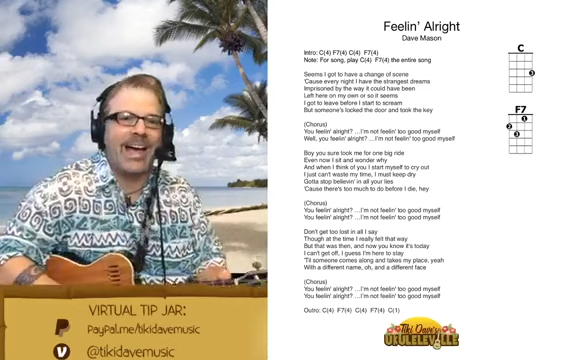 Feelin' Alright
Dave Mason
Intro: C(4) F7(4) C(4)  F7(4)
Note: For song, play C(4)  F7(4) the entire song
Seems I got to have a change of scene
'Cause every night I have the strangest dreams
Imprisoned by the way it could have been
Left here on my own or so it seems
I got to leave before I start to scream
But someone's locked the door and took the key
(Chorus)
You feelin' alright? …I'm not feelin' too good myself
Well, you feelin' alright? …I'm not feelin' too good myself
Boy you sure took me for one big ride
Even now I sit and wonder why
And when I think of you I start myself to cry
I just can't waste my time, I must keep dry
Gotta stop believin' in all your lies
'Cause there's too much to do before I die, hey
(Chorus)
You feelin' alright? …I'm not feelin' too good myself
You feelin' alright? …I'm not feelin' too good myself
Don't get too lost in all I say
Though at the time I really felt that way
But that was then, and now you know it's today
I can't get off, I guess I'm here to stay
'Til someone comes along and takes my place, yeah
With a different name, oh, and a different face
(Chorus)
You feelin' alright? …I'm not feelin' too good myself
You feelin' alright? …I'm not feelin' too good myself
Outro: C(4)  F7(4)  C(4)  F7(4)  C(1)
C
3
F7
1
2
3
VIRTUAL TIP JAR:
PayPal.me/tikidavemusic
@tikidavemusic
Tiki Dave's
UKULELEVILLE